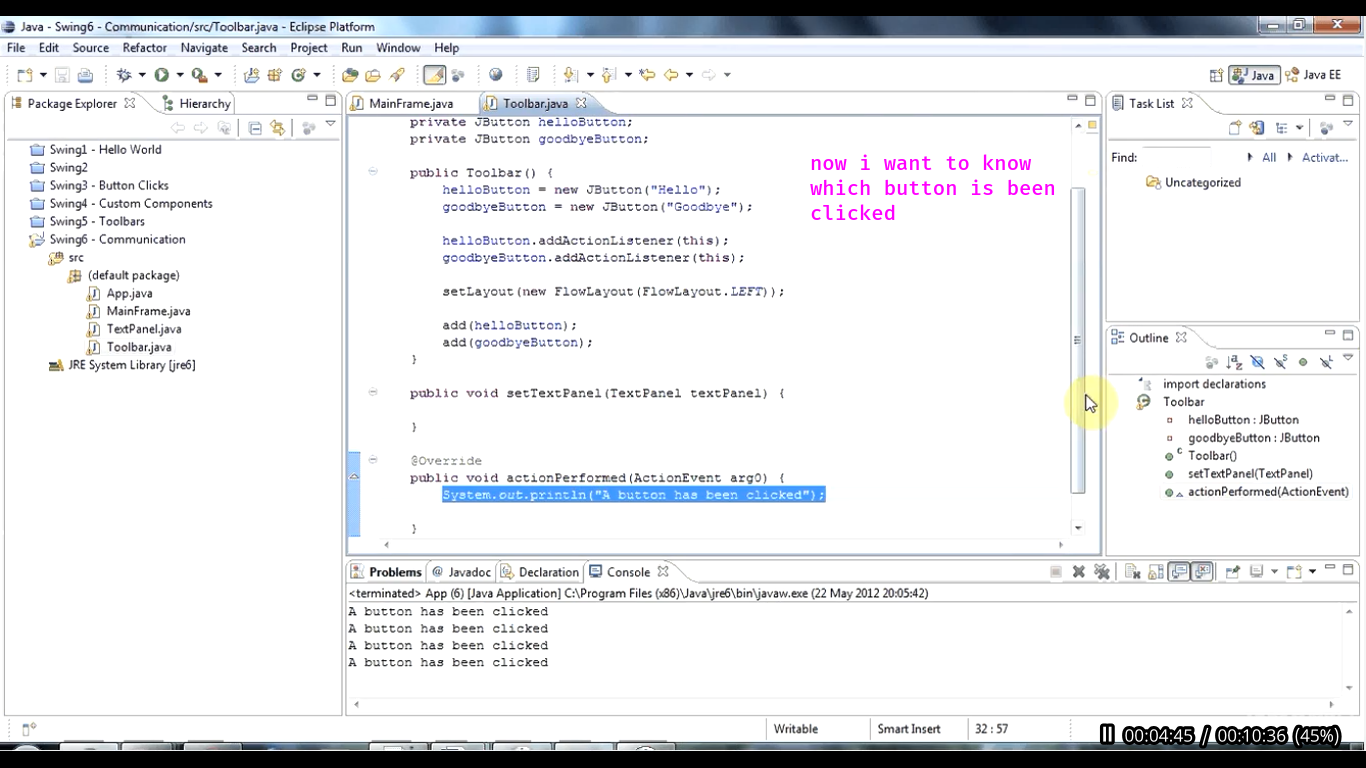 Java - Swing6 - Communication/src/Toolbar.java - Eclipse Platform
File Edit Source Refactor Navigate Search Project Run Window Help
Java Java EE
Package Explorer Hierarchy
Swing1 - Hello World
Swing2
Swing3 - Button Clicks
Swing4 - Custom Components
Swing5 - Toolbars
Swing6 - Communication
src
(default package)
App.java
MainFrame.java
TextPanel.java
Toolbar.java
JRE System Library [jre6]
MainFrame.java Toolbar.java
private JButton helloButton;
private JButton goodbyeButton;
public Toolbar() {
helloButton = new JButton("Hello");
goodbyeButton = new JButton("Goodbye");
helloButton.addActionListener(this);
goodbyeButton.addActionListener(this);
setLayout(new FlowLayout(FlowLayout.LEFT));
add(helloButton);
add(goodbyeButton);
}
public void setTextPanel(TextPanel textPanel) {
}
@Override
public void actionPerformed(ActionEvent arg0) {
System.out.println("A button has been clicked");
}
now i want to know
which button is been
clicked
Task List
Find: All Activat...
Uncategorized
Outline
import declarations
Toolbar
helloButton : JButton
goodbyeButton : JButton
Toolbar()
setTextPanel(TextPanel)
actionPerformed(ActionEvent)
Problems @ Javadoc Declaration Console
<terminated> App (6) [Java Application] C:\Program Files (x86)\Java\jre6\bin\javaw.exe (22 May 2012 20:05:42)
A button has been clicked
A button has been clicked
A button has been clicked
A button has been clicked
Writable Smart Insert 32 : 57
00:04:45 / 00:10:36 (45%)